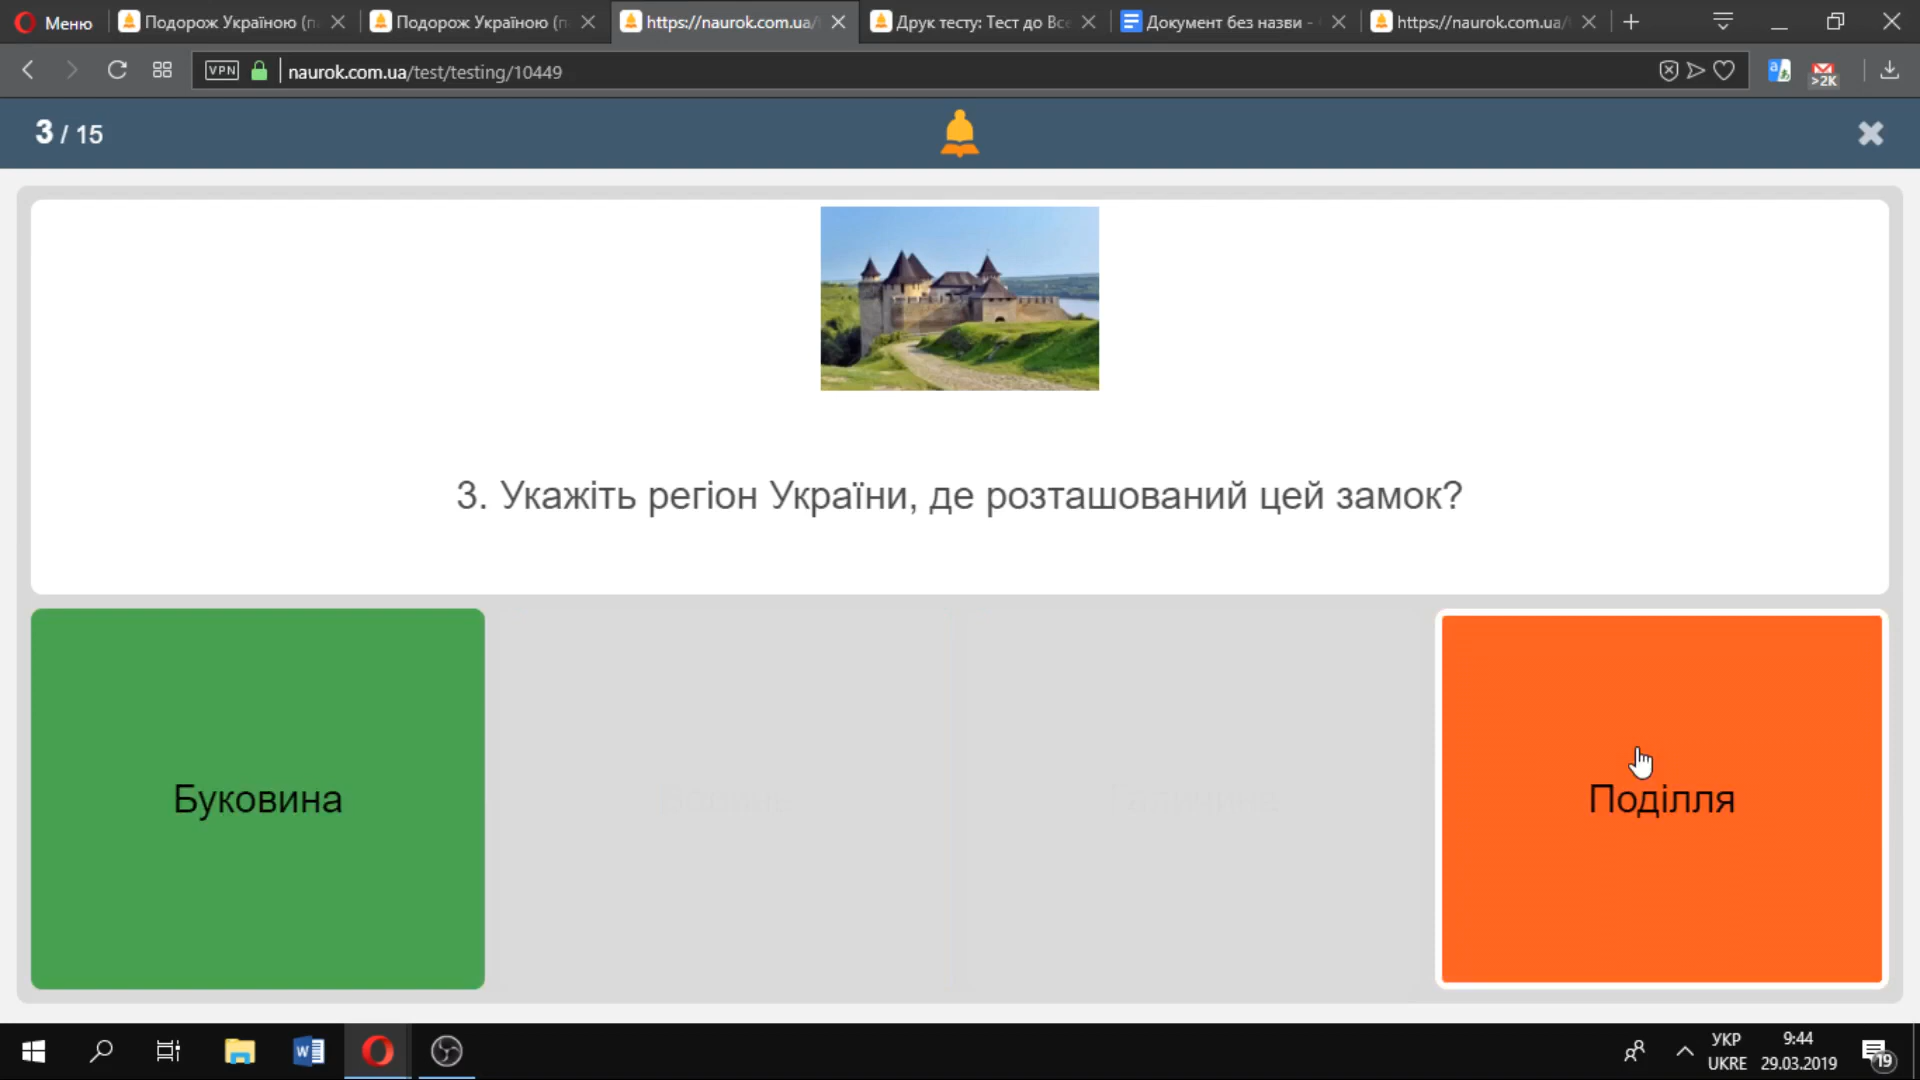 Меню
Подорож Україною (п
Подорож Україною (п
https://naurok.com.ua/
Друк тесту: Тест до Все
Документ без назви -
https://naurok.com.ua/
VPN
naurok.com.ua/test/testing/10449
>2K
3 / 15
3. Укажіть регіон України, де розташований цей замок?
Буковина
Поділля
УКР
UKRE
9:44
29.03.2019
19